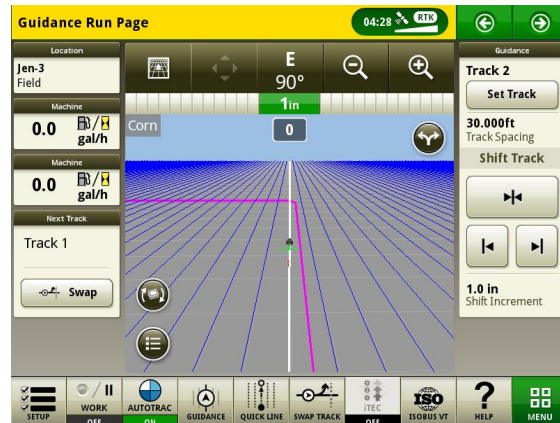 Guidance Run Page
04:28
RTK
Location
Jen-3
Field
Machine
0.0
gal/h
Machine
0.0
gal/h
Next Track
Track 1
Swap
E
90°
1in
Corn
0
Guidance
Track 2
Set Track
30.000ft
Track Spacing
Shift Track
1.0 in
Shift Increment
SETUP
WORK
OFF
AUTOTRAC
ON
GUIDANCE
QUICK LINE
SWAP TRACK
iTEC
OFF
ISO
ISOBUS VT
?
HELP
MENU